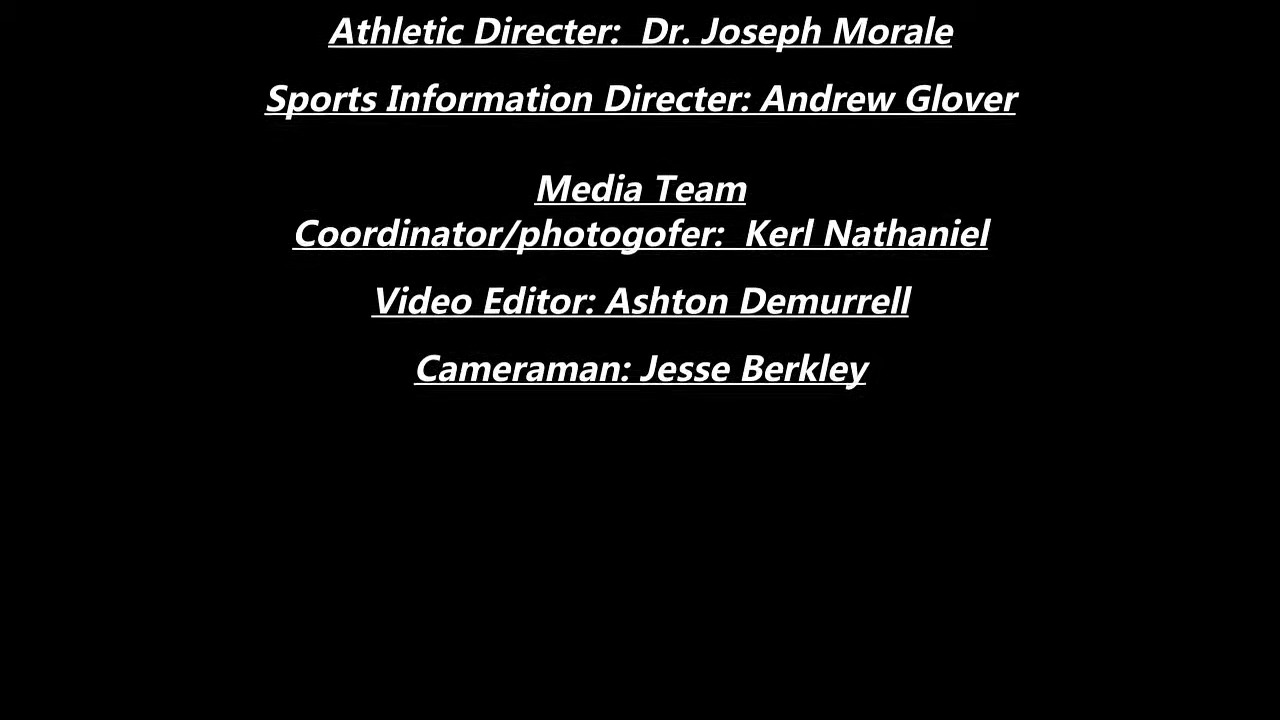 Athletic Directer:  Dr. Joseph Morale
Sports Information Directer: Andrew Glover
Media Team
Coordinator/photogofer:  Kerl Nathaniel
Video Editor: Ashton Demurrell
Cameraman: Jesse Berkley